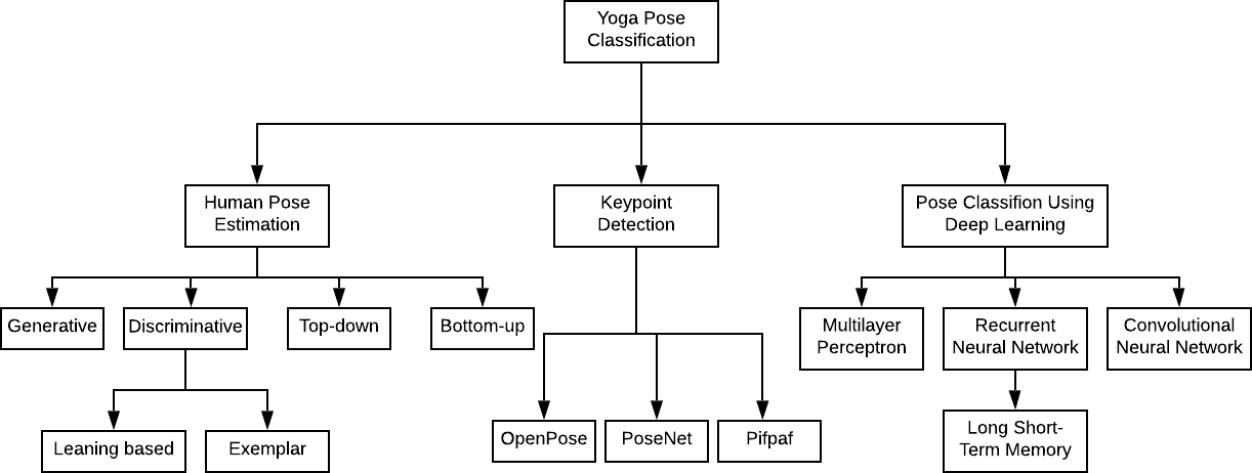 Yoga Pose
Classification
Human Pose
Estimation
Keypoint
Detection
Pose Classifion Using
Deep Learning
Generative
Discriminative
Top-down
Bottom-up
Multilayer
Perceptron
Recurrent
Neural Network
Convolutional
Neural Network
Leaning based
Exemplar
OpenPose
PoseNet
Pifpaf
Long Short-
Term Memory